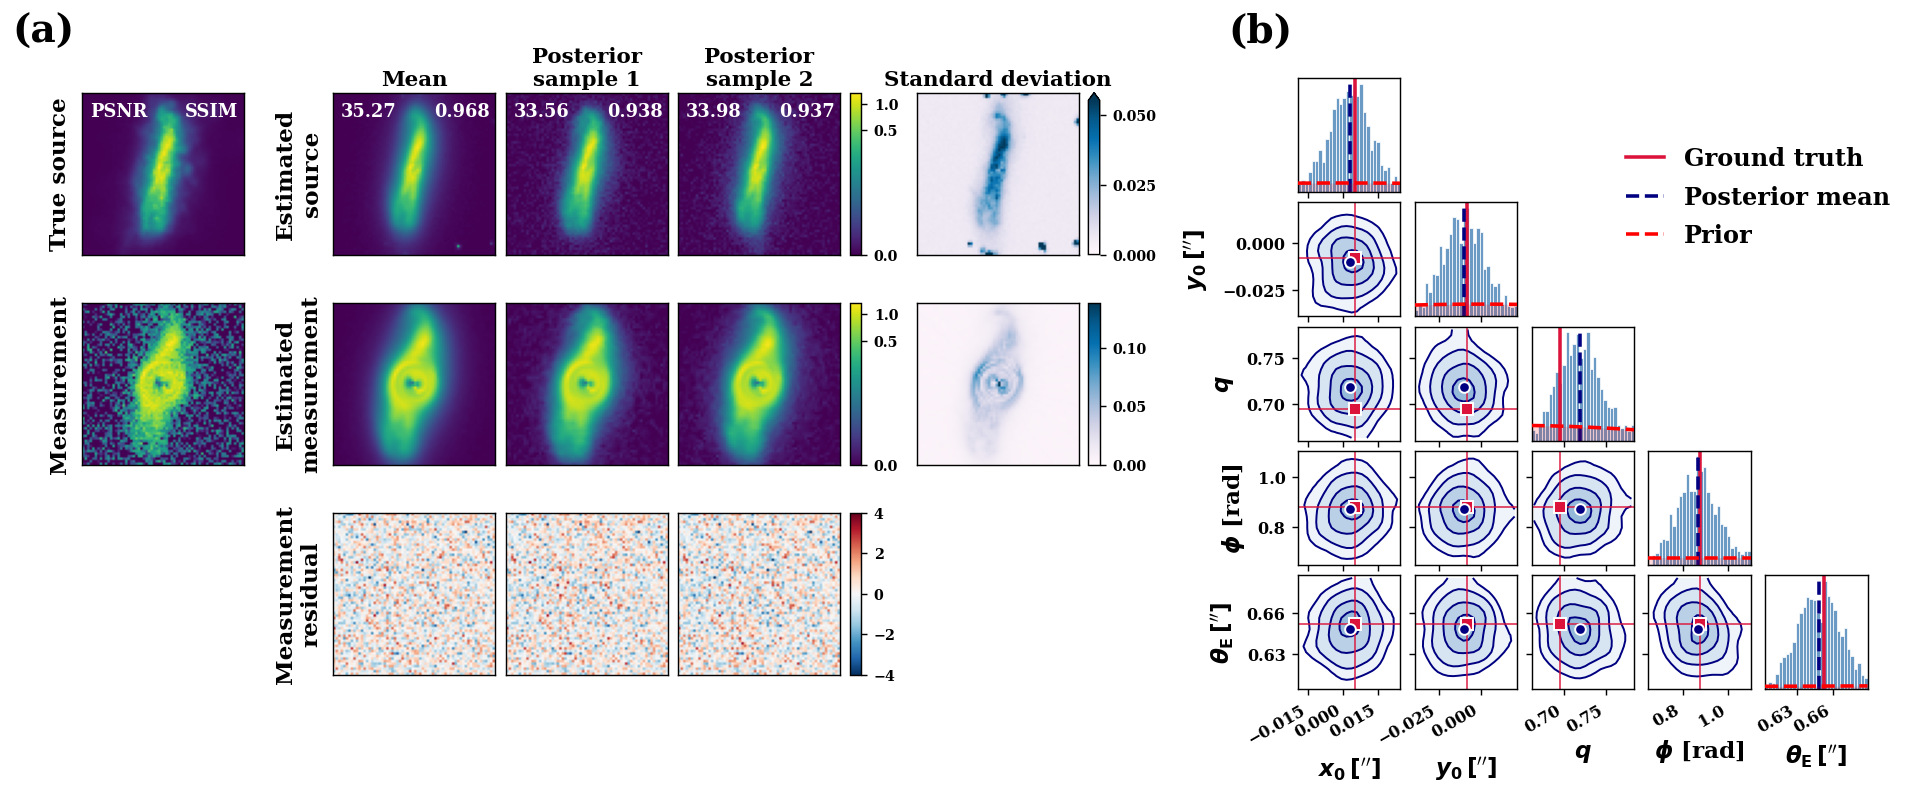 (a)
Mean
Posterior
sample 1
Posterior
sample 2
Standard deviation
True source
PSNR SSIM
Estimated
source
35.27 0.968
33.56 0.938
33.98 0.937
1.0
0.5
0.0
0.050
0.025
0.000
Measurement
Estimated
measurement
1.0
0.5
0.0
0.10
0.05
0.00
Measurement
residual
4
2
0
−2
−4
(b)
Ground truth
Posterior mean
Prior
y₀ [″]
0.000
−0.025
q
0.75
0.70
ϕ [rad]
1.0
0.8
θ_E [″]
0.66
0.63
−0.015 0.000 0.015
−0.025 0.000
0.70 0.75
0.8 1.0
0.63 0.66
x₀ [″]
y₀ [″]
q
ϕ [rad]
θ_E [″]